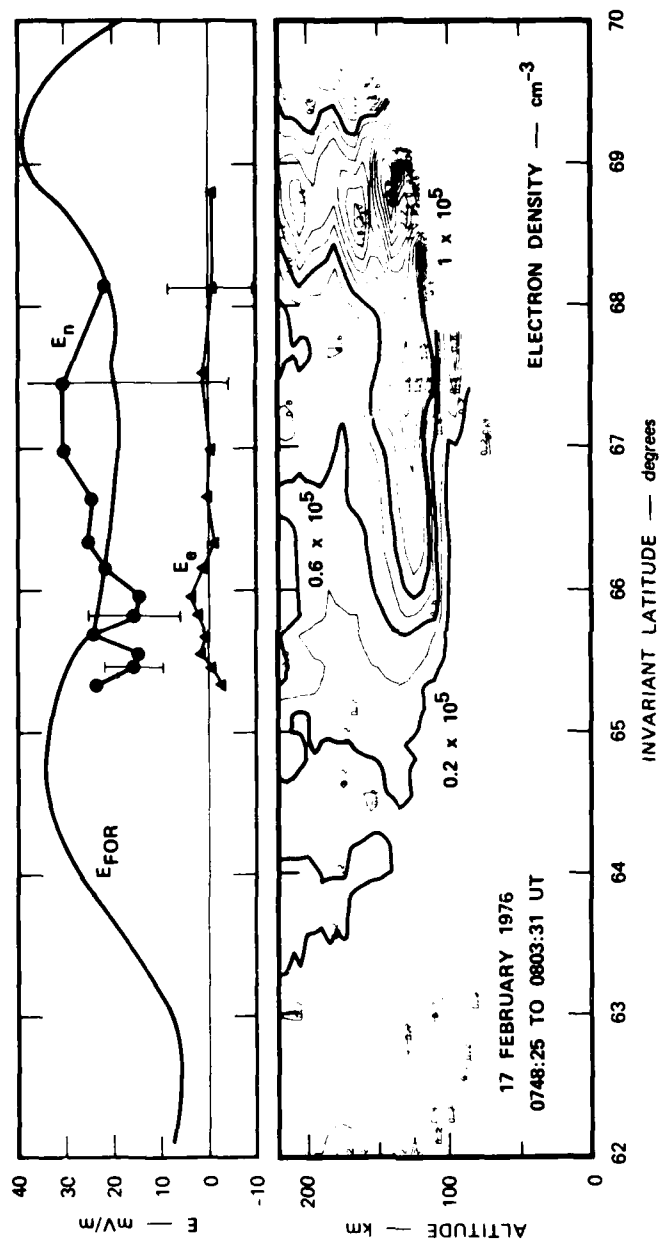 40
30
20
10
0
-10
E — mV/m
E_FOR
E_n
E_e
200
100
0
ALTITUDE — km
0.6 x 10^5
0.2 x 10^5
1 x 10^5
17 FEBRUARY 1976
0748:25 TO 0803:31 UT
ELECTRON DENSITY — cm^-3
62 63 64 65 66 67 68 69 70
INVARIANT LATITUDE — degrees